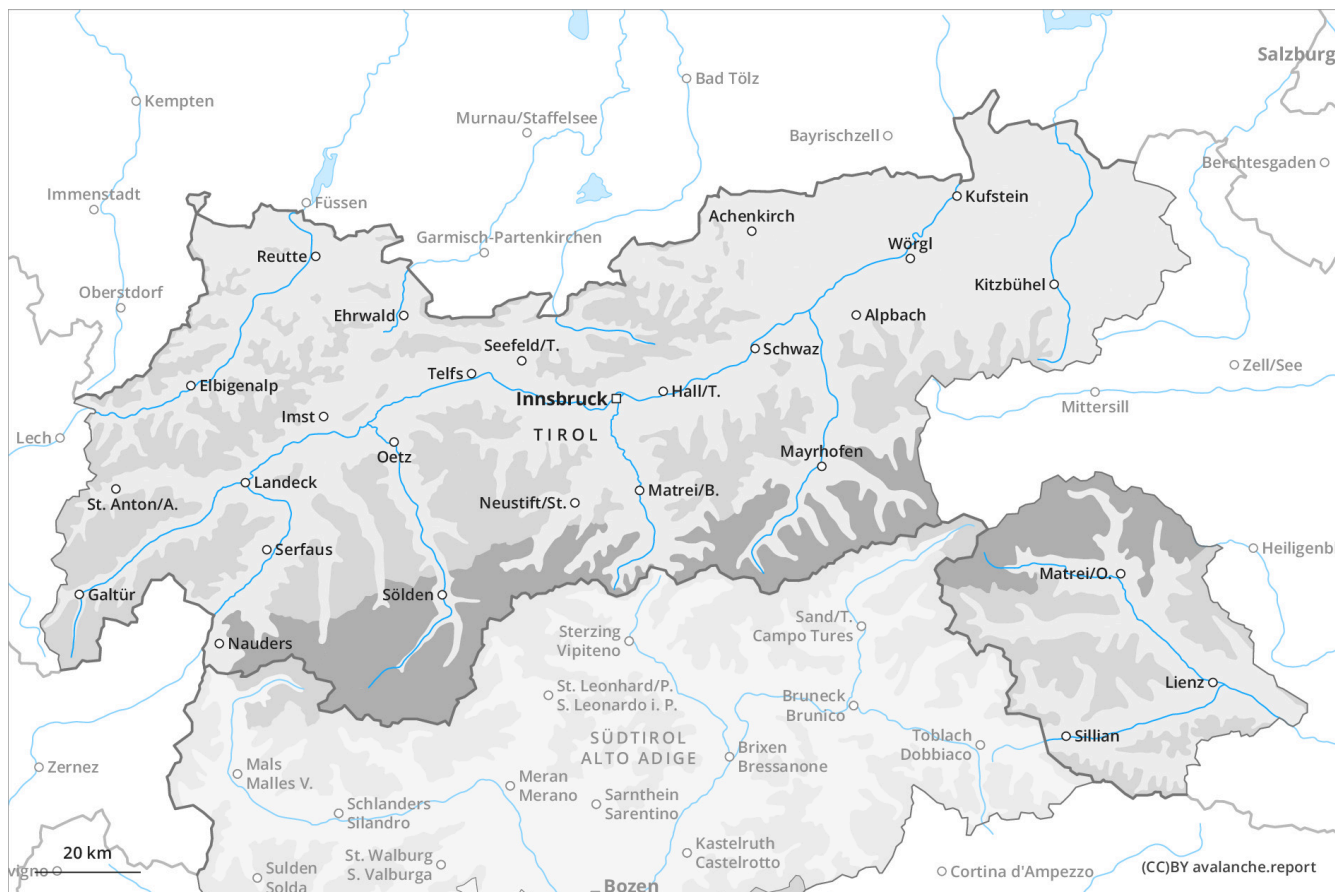 Salzburg
Bad Tölz
Kempten
Murnau/Staffelsee
Bayrischzell
Berchtesgaden
Immenstadt
Füssen
Kufstein
Achenkirch
Garmisch-Partenkirchen
Wörgl
Reutte
Kitzbühel
Oberstdorf
Ehrwald
Alpbach
Seefeld/T.
Schwaz
Zell/See
Telfs
Elbigenalp
Hall/T.
Innsbruck
Mittersill
Imst
Lech
TIROL
Oetz
Mayrhofen
Landeck
St. Anton/A.
Matrei/B.
Neustift/St.
Serfaus
Heiligenb
Matrei/O.
Galtür
Sölden
Sand/T.
Campo Tures
Sterzing
Vipiteno
Nauders
Lienz
St. Leonhard/P.
S. Leonardo i. P.
Bruneck
Brunico
SÜDTIROL
ALTO ADIGE
Toblach
Dobbiaco
Sillian
Brixen
Bressanone
Zernez
Mals
Malles V.
Meran
Merano
Schlanders
Silandro
Sarnthein
Sarentino
Kastelruth
Castelrotto
20 km
St. Walburg
S. Valburga
vigno
Sulden
Solda
Cortina d'Ampezzo
(CC)BY avalanche.report
Bozen